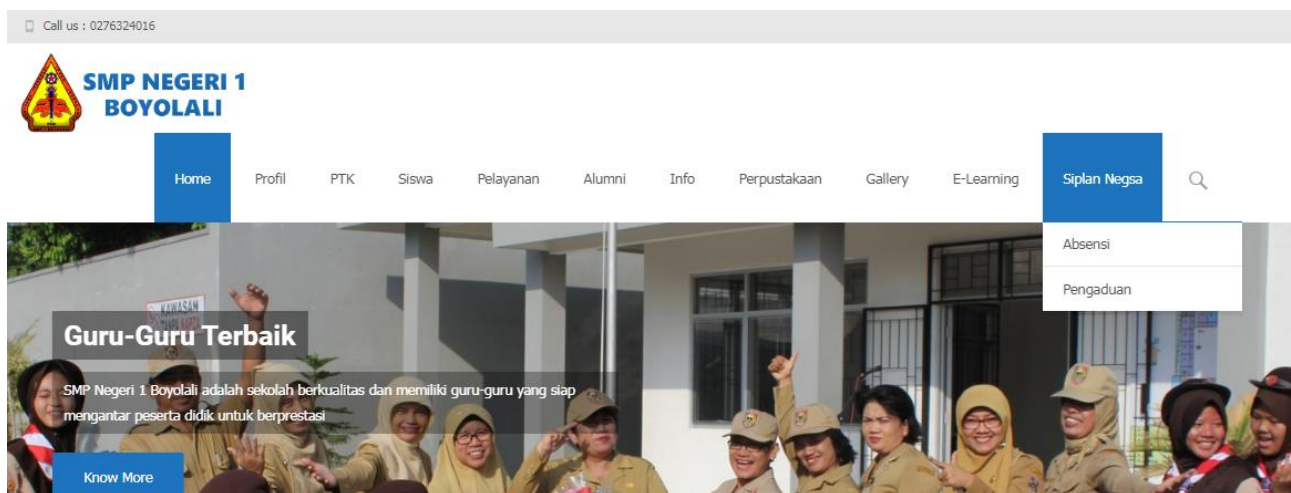 Call us : 0276324016
SMP NEGERI 1
BOYOLALI
Home Profil PTK Siswa Pelayanan Alumni Info Perpustakaan Gallery E-Learning Siplan Negsa
Absensi
Pengaduan
KAWASAN
Guru-Guru Terbaik
SMP Negeri 1 Boyolali adalah sekolah berkualitas dan memiliki guru-guru yang siap
mengantar peserta didik untuk berprestasi
Know More